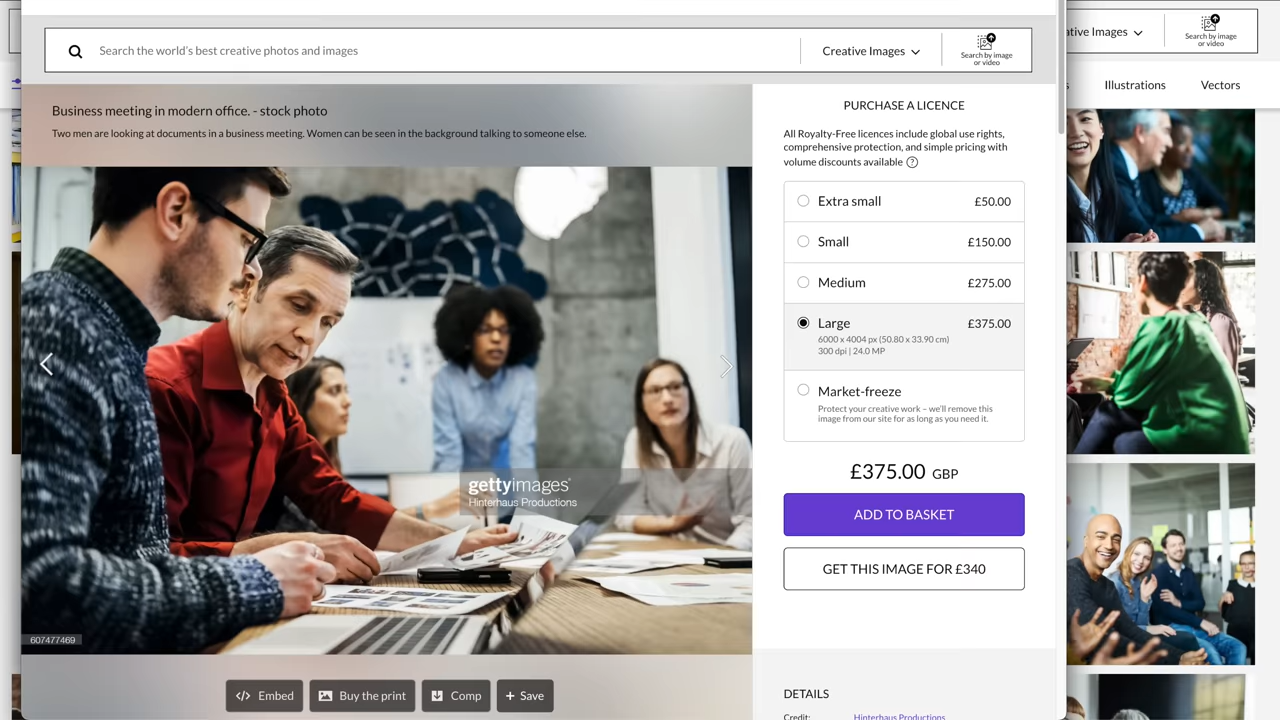 Search the world's best creative photos and images
Creative Images
Search by image
or video
ative Images
Search by image
or video
Illustrations
Vectors
Business meeting in modern office. - stock photo
Two men are looking at documents in a business meeting. Women can be seen in the background talking to someone else.
gettyimages®
Hinterhaus Productions
607477469
</> Embed
Buy the print
Comp
+ Save
PURCHASE A LICENCE
All Royalty-Free licences include global use rights,
comprehensive protection, and simple pricing with
volume discounts available ?
Extra small £50.00
Small £150.00
Medium £275.00
Large £375.00
6000 x 4004 px (50.80 x 33.90 cm)
300 dpi | 24.0 MP
Market-freeze
Protect your creative work – we'll remove this
image from our site for as long as you need it.
£375.00 GBP
ADD TO BASKET
GET THIS IMAGE FOR £340
DETAILS
Credit: Hinterhaus Productions